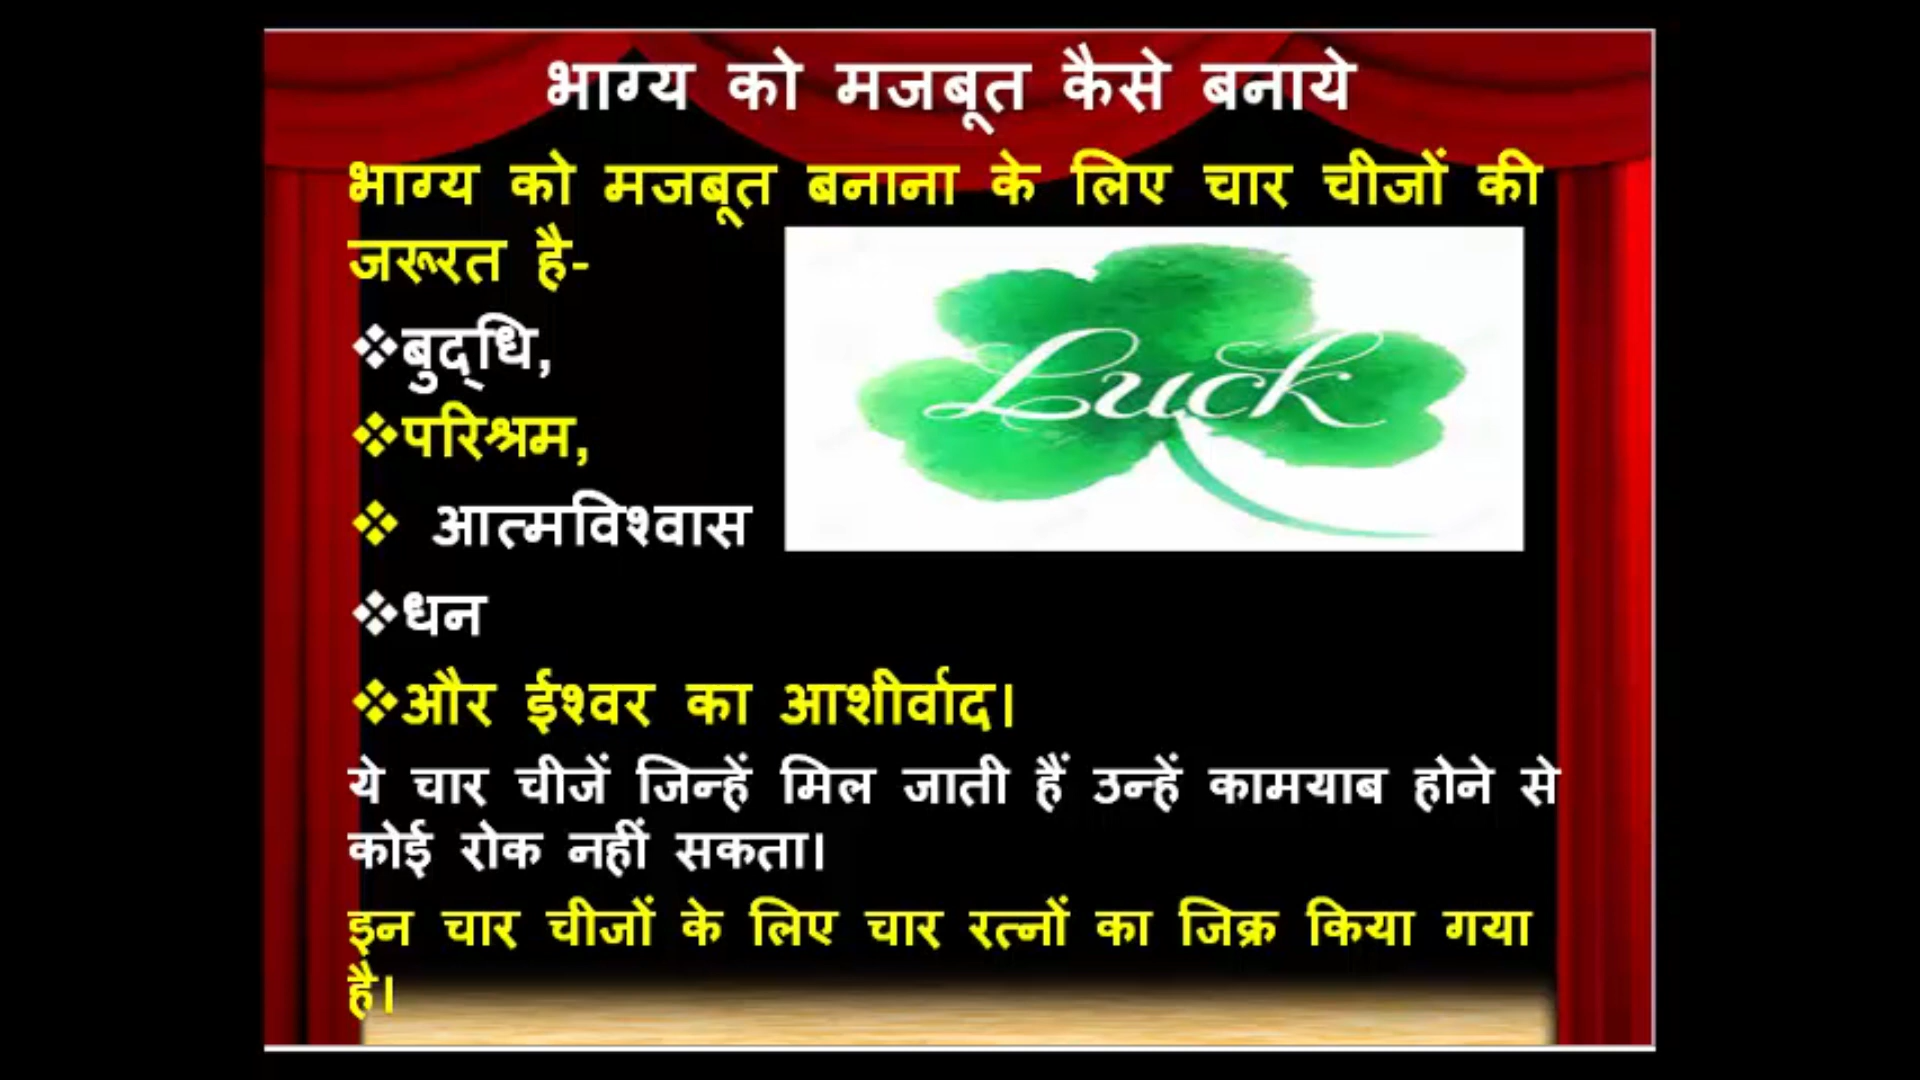 भाग्य को मजबूत कैसे बनाये
भाग्य को मजबूत बनाना के लिए चार चीजों की
जरूरत है-
❖बुद्धि,
❖परिश्रम,
❖ आत्मविश्वास
❖धन
❖और ईश्वर का आशीर्वाद।
Luck
ये चार चीजें जिन्हें मिल जाती हैं उन्हें कामयाब होने से
कोई रोक नहीं सकता।
इन चार चीजों के लिए चार रत्नों का जिक्र किया गया
है।